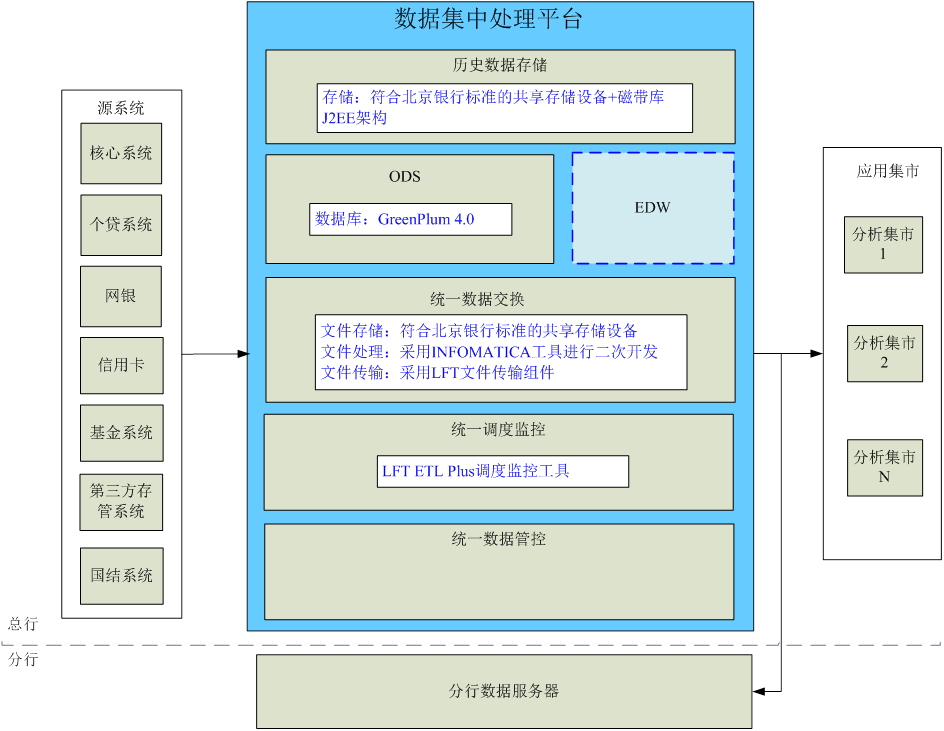 数据集中处理平台
历史数据存储
存储：符合北京银行标准的共享存储设备+磁带库
J2EE架构
源系统
核心系统
个贷系统
网银
信用卡
基金系统
第三方存
管系统
国结系统
ODS
数据库：GreenPlum 4.0
EDW
统一数据交换
文件存储：符合北京银行标准的共享存储设备
文件处理：采用INFOMATICA工具进行二次开发
文件传输：采用LFT文件传输组件
统一调度监控
LFT ETL Plus调度监控工具
统一数据管控
应用集市
分析集市
1
分析集市
2
分析集市
N
总行
分行
分行数据服务器